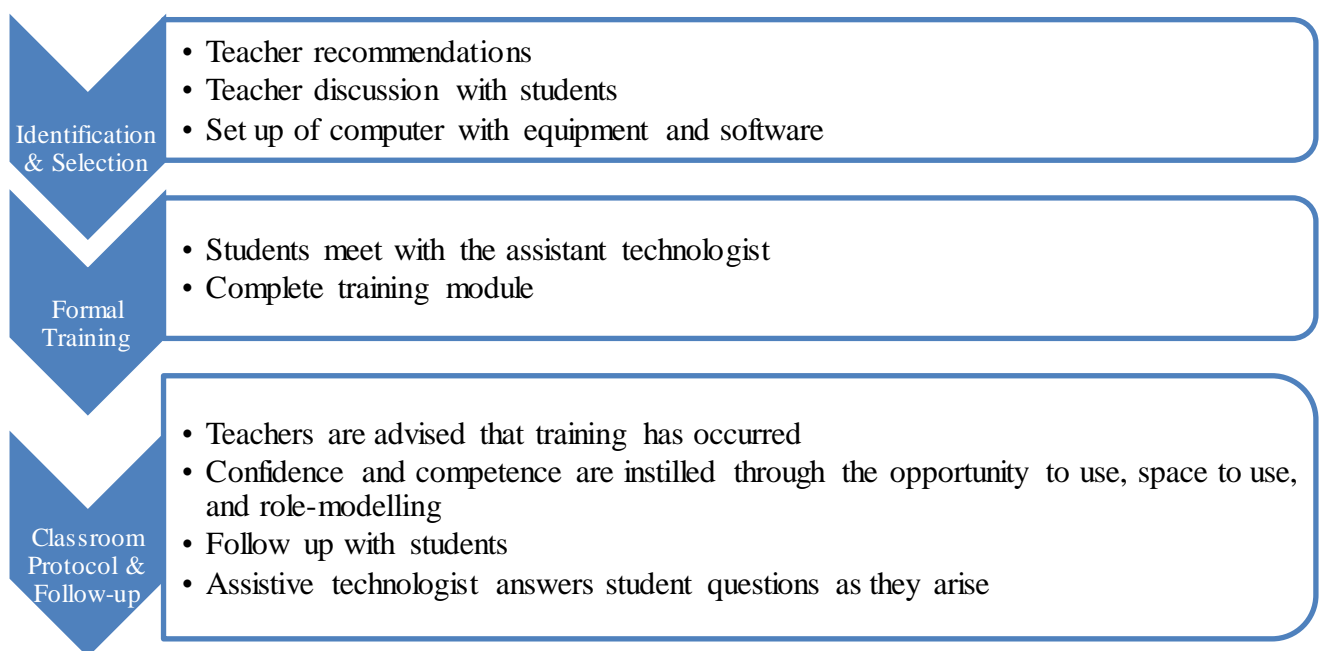 Identification
& Selection
• Teacher recommendations
• Teacher discussion with students
• Set up of computer with equipment and software
Formal
Training
• Students meet with the assistant technologist
• Complete training module
Classroom
Protocol &
Follow-up
• Teachers are advised that training has occurred
• Confidence and competence are instilled through the opportunity to use, space to use,
and role-modelling
• Follow up with students
• Assistive technologist answers student questions as they arise